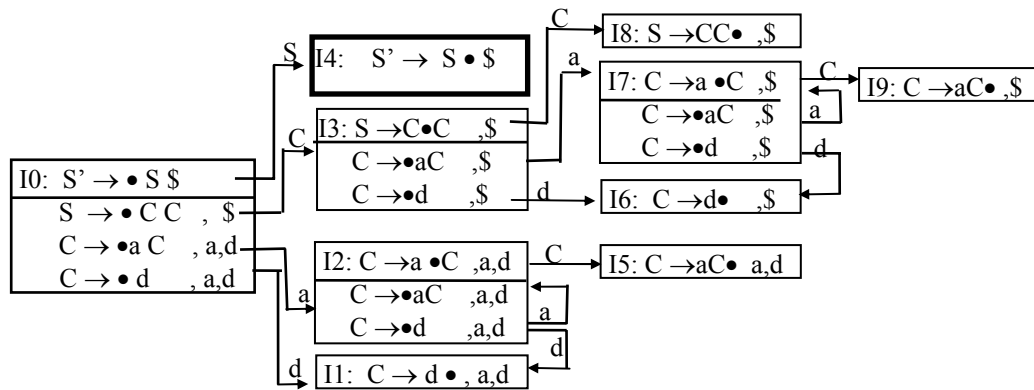 I0: S' → • S $
S → • C C , $
C → •a C , a,d
C → • d , a,d
S
C
a
d
I4: S' → S • $
I3: S →C•C ,$
C →•aC ,$
C →•d ,$
I2: C →a •C ,a,d
C →•aC ,a,d
C →•d ,a,d
a
d
I1: C → d • , a,d
C
a
d
C
I8: S →CC• ,$
I7: C →a •C ,$
C →•aC ,$
C →•d ,$
a
d
C
I9: C →aC• ,$
I6: C →d• ,$
I5: C →aC• a,d